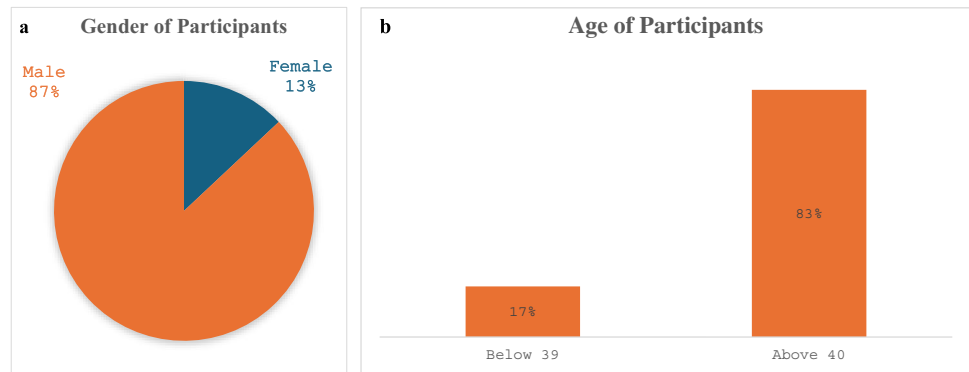 a
Gender of Participants
Male
87%
Female
13%
b
Age of Participants
17%
83%
Below 39
Above 40